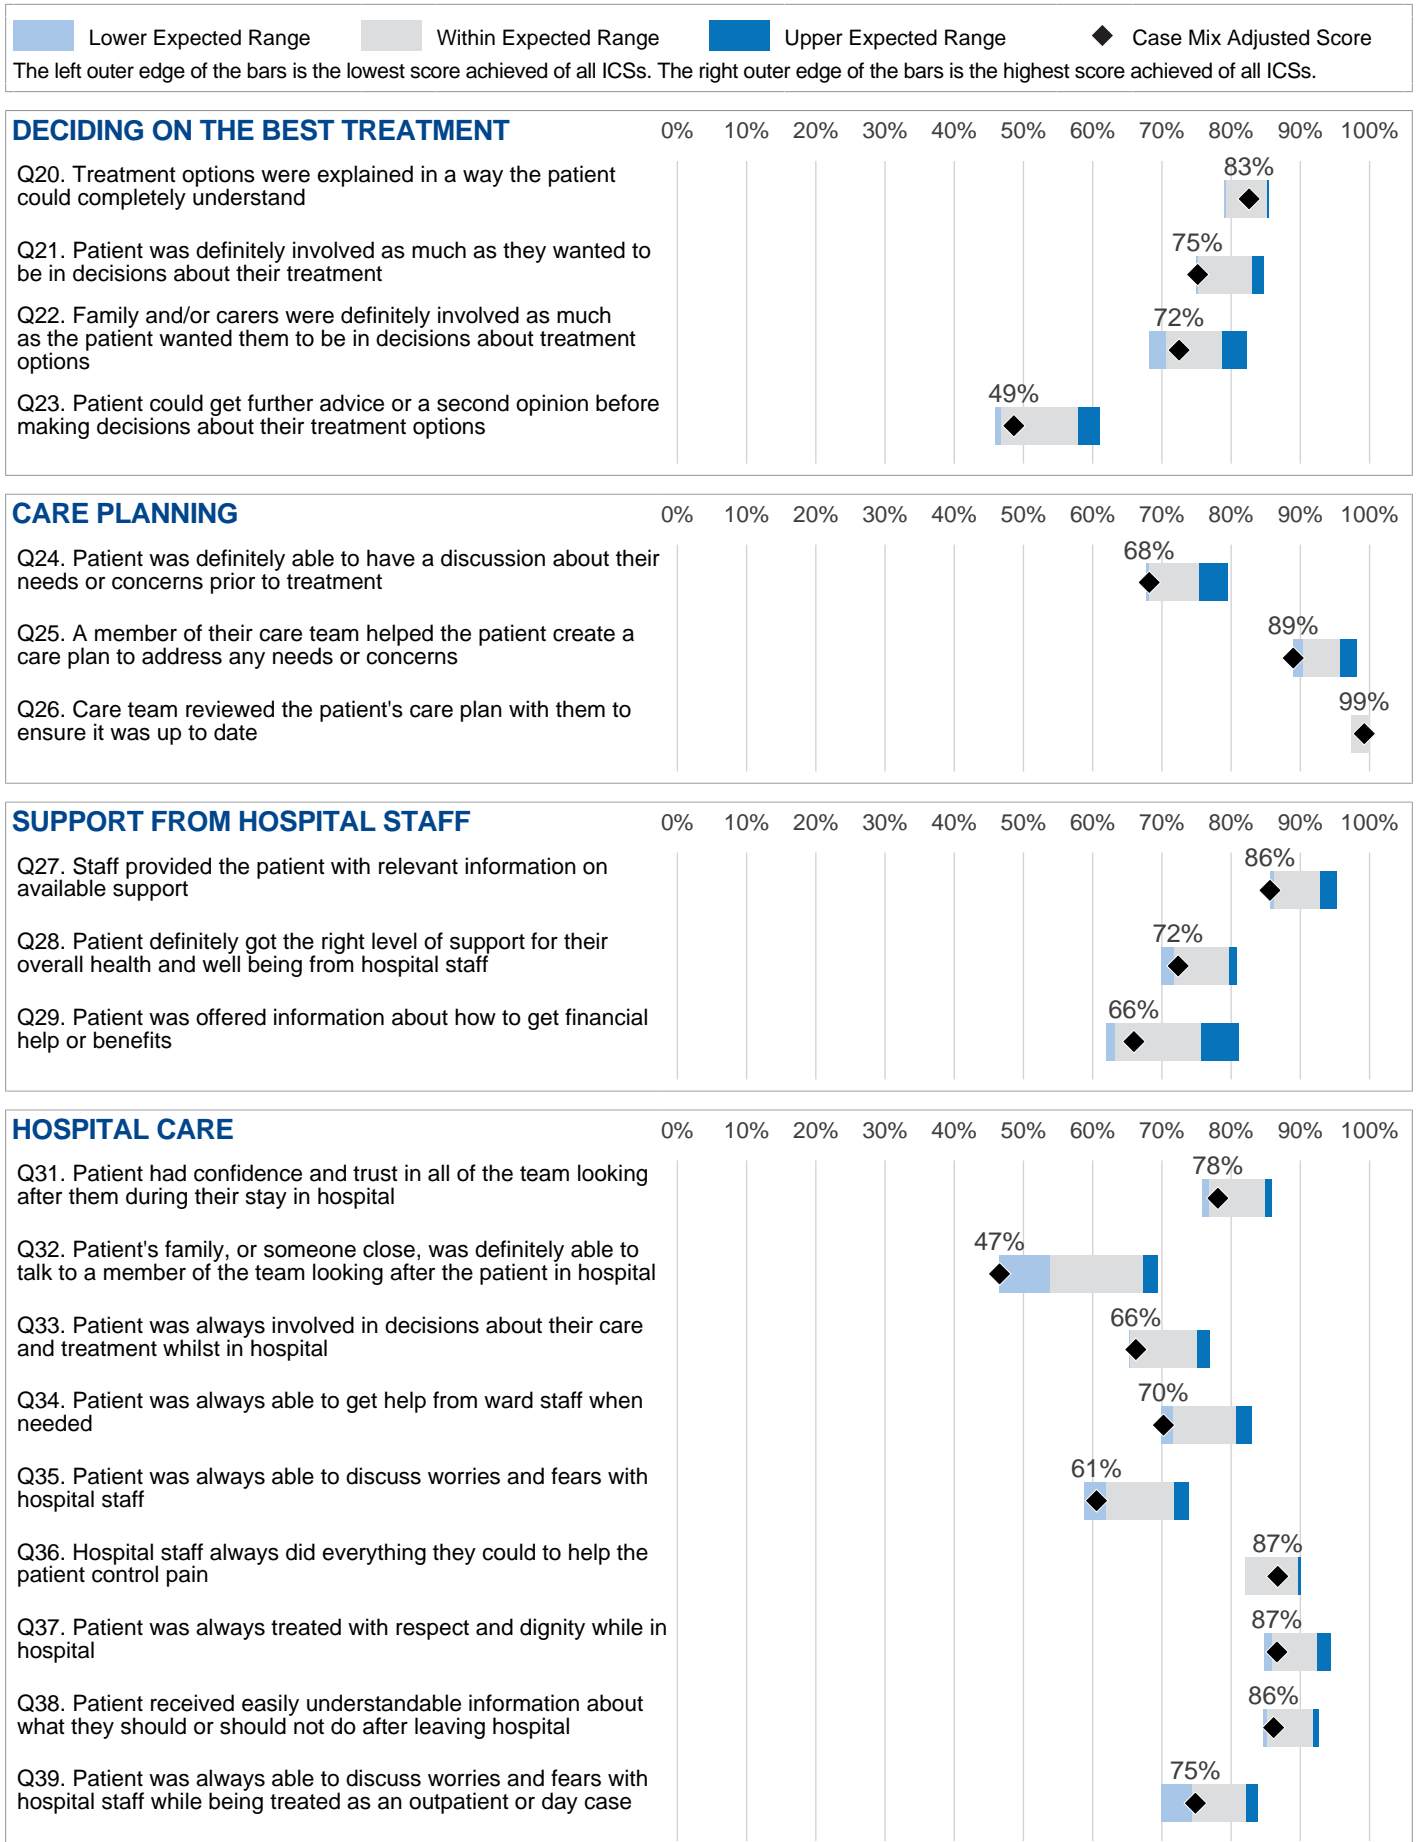 Lower Expected Range Within Expected Range Upper Expected Range Case Mix Adjusted Score
The left outer edge of the bars is the lowest score achieved of all ICSs. The right outer edge of the bars is the highest score achieved of all ICSs.
DECIDING ON THE BEST TREATMENT 0% 10% 20% 30% 40% 50% 60% 70% 80% 90% 100%
83%
Q20. Treatment options were explained in a way the patient
could completely understand
75%
Q21. Patient was definitely involved as much as they wanted to
be in decisions about their treatment
72%
Q22. Family and/or carers were definitely involved as much
as the patient wanted them to be in decisions about treatment
options
49%
Q23. Patient could get further advice or a second opinion before
making decisions about their treatment options
CARE PLANNING 0% 10% 20% 30% 40% 50% 60% 70% 80% 90% 100%
68%
Q24. Patient was definitely able to have a discussion about their
needs or concerns prior to treatment
89%
Q25. A member of their care team helped the patient create a
care plan to address any needs or concerns
99%
Q26. Care team reviewed the patient's care plan with them to
ensure it was up to date
SUPPORT FROM HOSPITAL STAFF 0% 10% 20% 30% 40% 50% 60% 70% 80% 90% 100%
86%
Q27. Staff provided the patient with relevant information on
available support
72%
Q28. Patient definitely got the right level of support for their
overall health and well being from hospital staff
66%
Q29. Patient was offered information about how to get financial
help or benefits
HOSPITAL CARE 0% 10% 20% 30% 40% 50% 60% 70% 80% 90% 100%
78%
Q31. Patient had confidence and trust in all of the team looking
after them during their stay in hospital
47%
Q32. Patient's family, or someone close, was definitely able to
talk to a member of the team looking after the patient in hospital
66%
Q33. Patient was always involved in decisions about their care
and treatment whilst in hospital
70%
Q34. Patient was always able to get help from ward staff when
needed
61%
Q35. Patient was always able to discuss worries and fears with
hospital staff
87%
Q36. Hospital staff always did everything they could to help the
patient control pain
87%
Q37. Patient was always treated with respect and dignity while in
hospital
86%
Q38. Patient received easily understandable information about
what they should or should not do after leaving hospital
75%
Q39. Patient was always able to discuss worries and fears with
hospital staff while being treated as an outpatient or day case